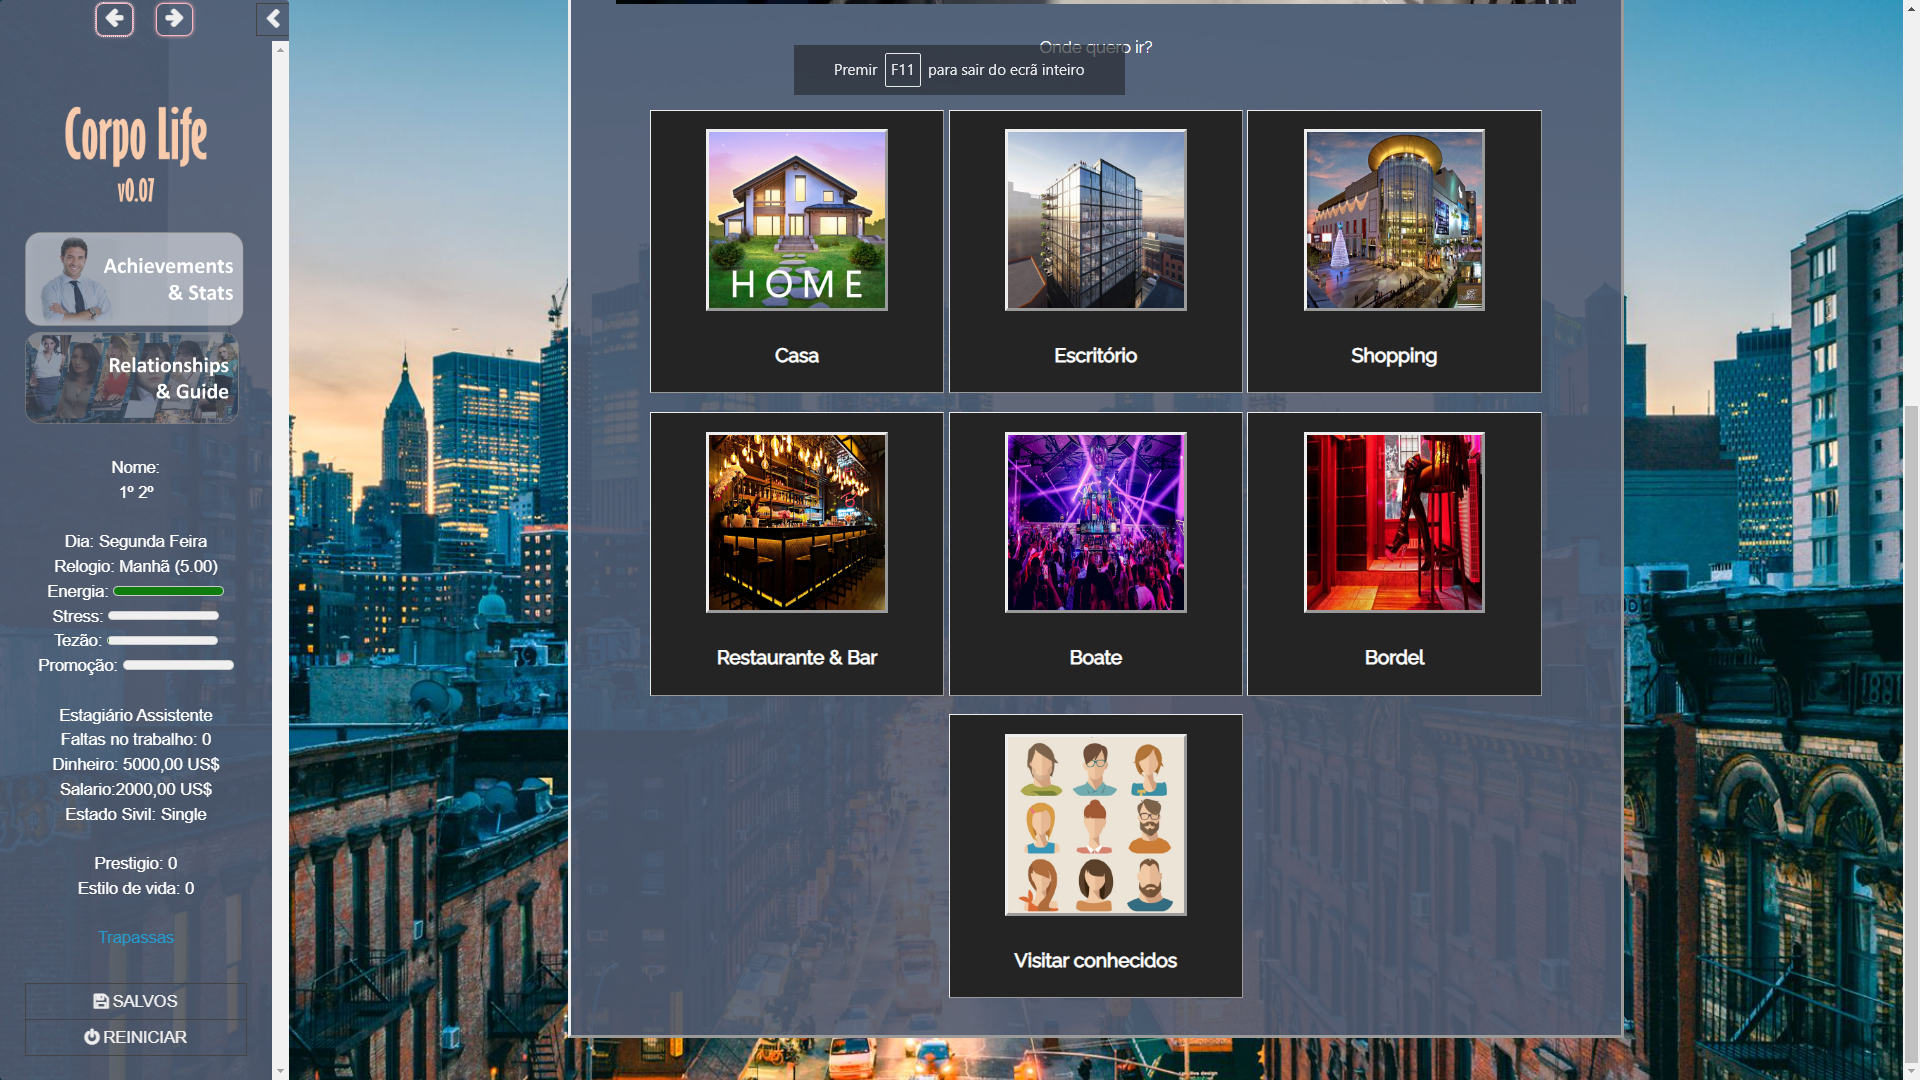 Corpo Life
v0.07
Achievements
& Stats
Relationships
& Guide
Nome:
1º 2º
Dia: Segunda Feira
Relogio: Manhã (5.00)
Energia:
Stress:
Tezão:
Promoção:
Estagiário Assistente
Faltas no trabalho: 0
Dinheiro: 5000,00 US$
Salario:2000,00 US$
Estado Sivil: Single
Prestigio: 0
Estilo de vida: 0
Trapassas
SALVOS
REINICIAR
Onde quero ir?
Premir F11 para sair do ecrã inteiro
HOME
Casa
Escritório
Shopping
Restaurante & Bar
Boate
Bordel
Visitar conhecidos